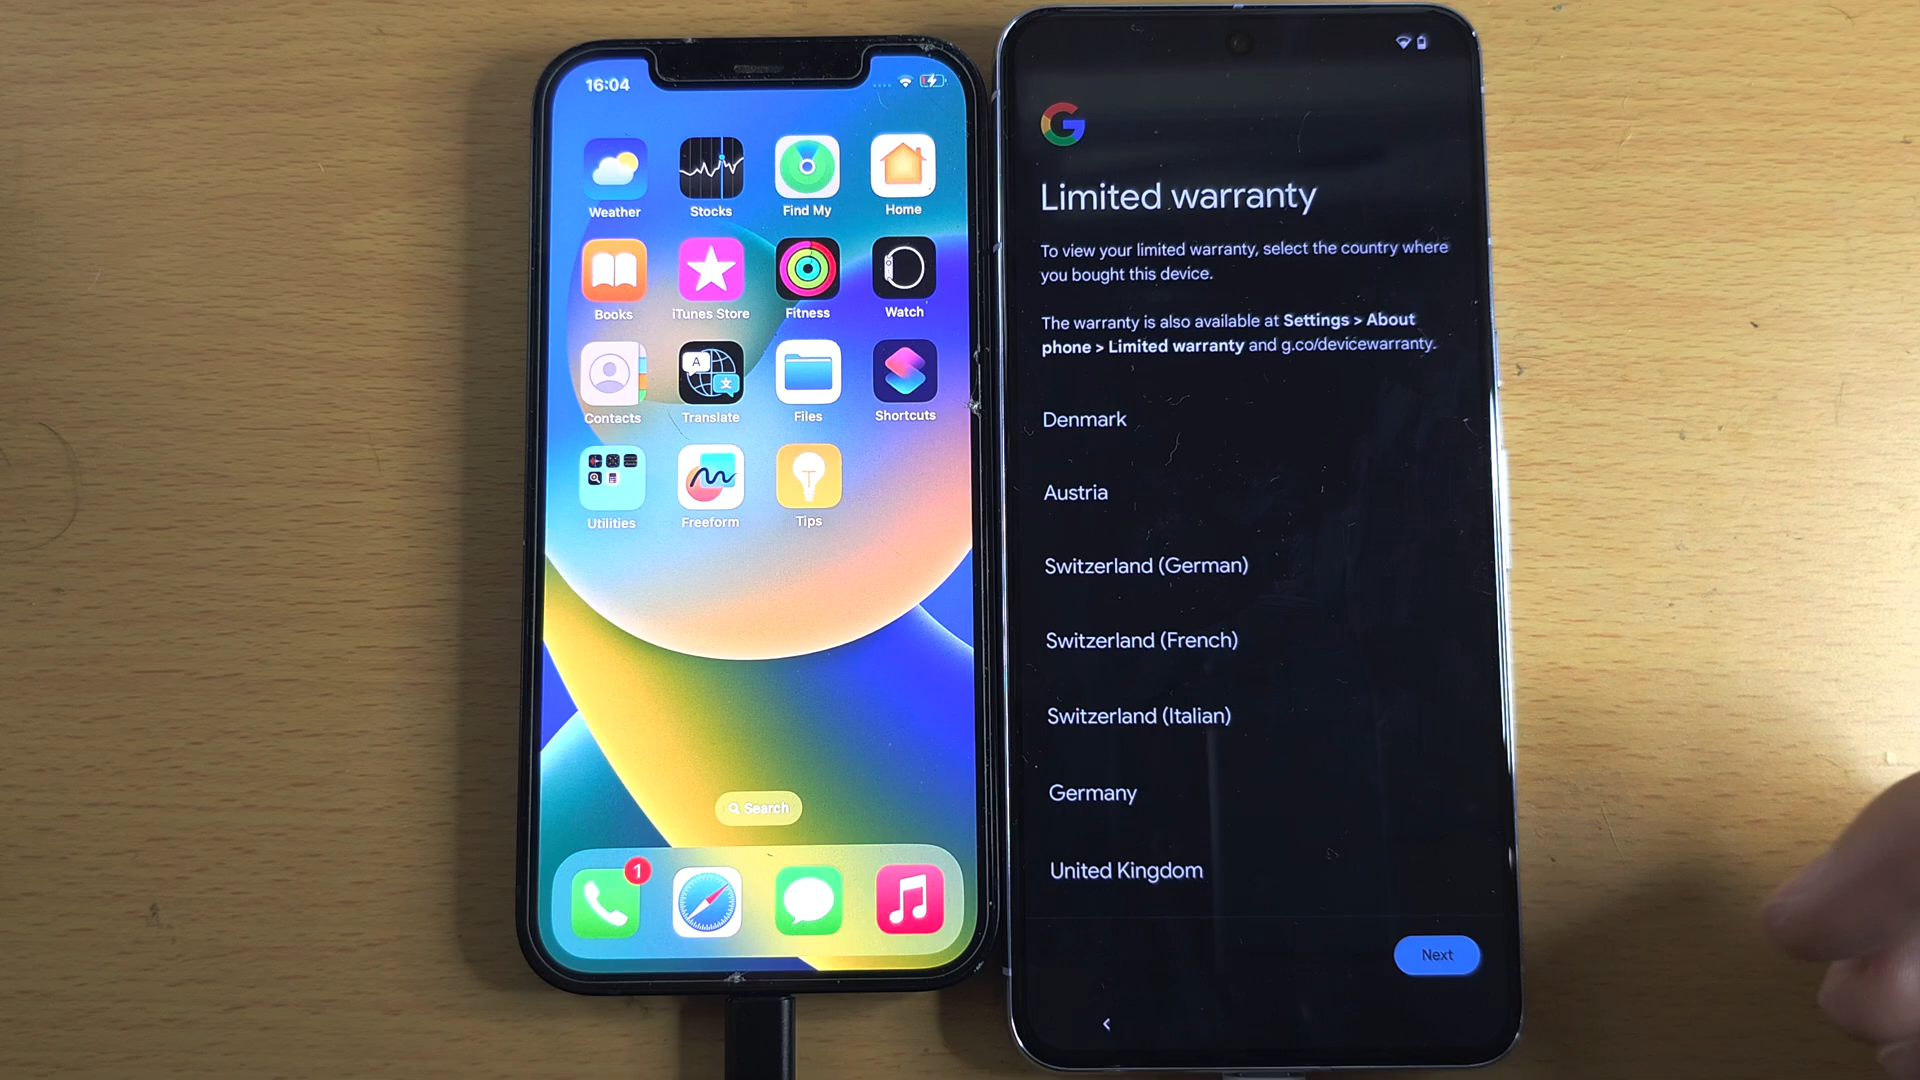 16:04
Weather
Stocks
Find My
Home
Books
iTunes Store
Fitness
Watch
Contacts
Translate
Files
Shortcuts
Utilities
Freeform
Tips
Search
1
G
Limited warranty
To view your limited warranty, select the country where
you bought this device.
The warranty is also available at Settings > About
phone > Limited warranty and g.co/devicewarranty.
Denmark
Austria
Switzerland (German)
Switzerland (French)
Switzerland (Italian)
Germany
United Kingdom
Next